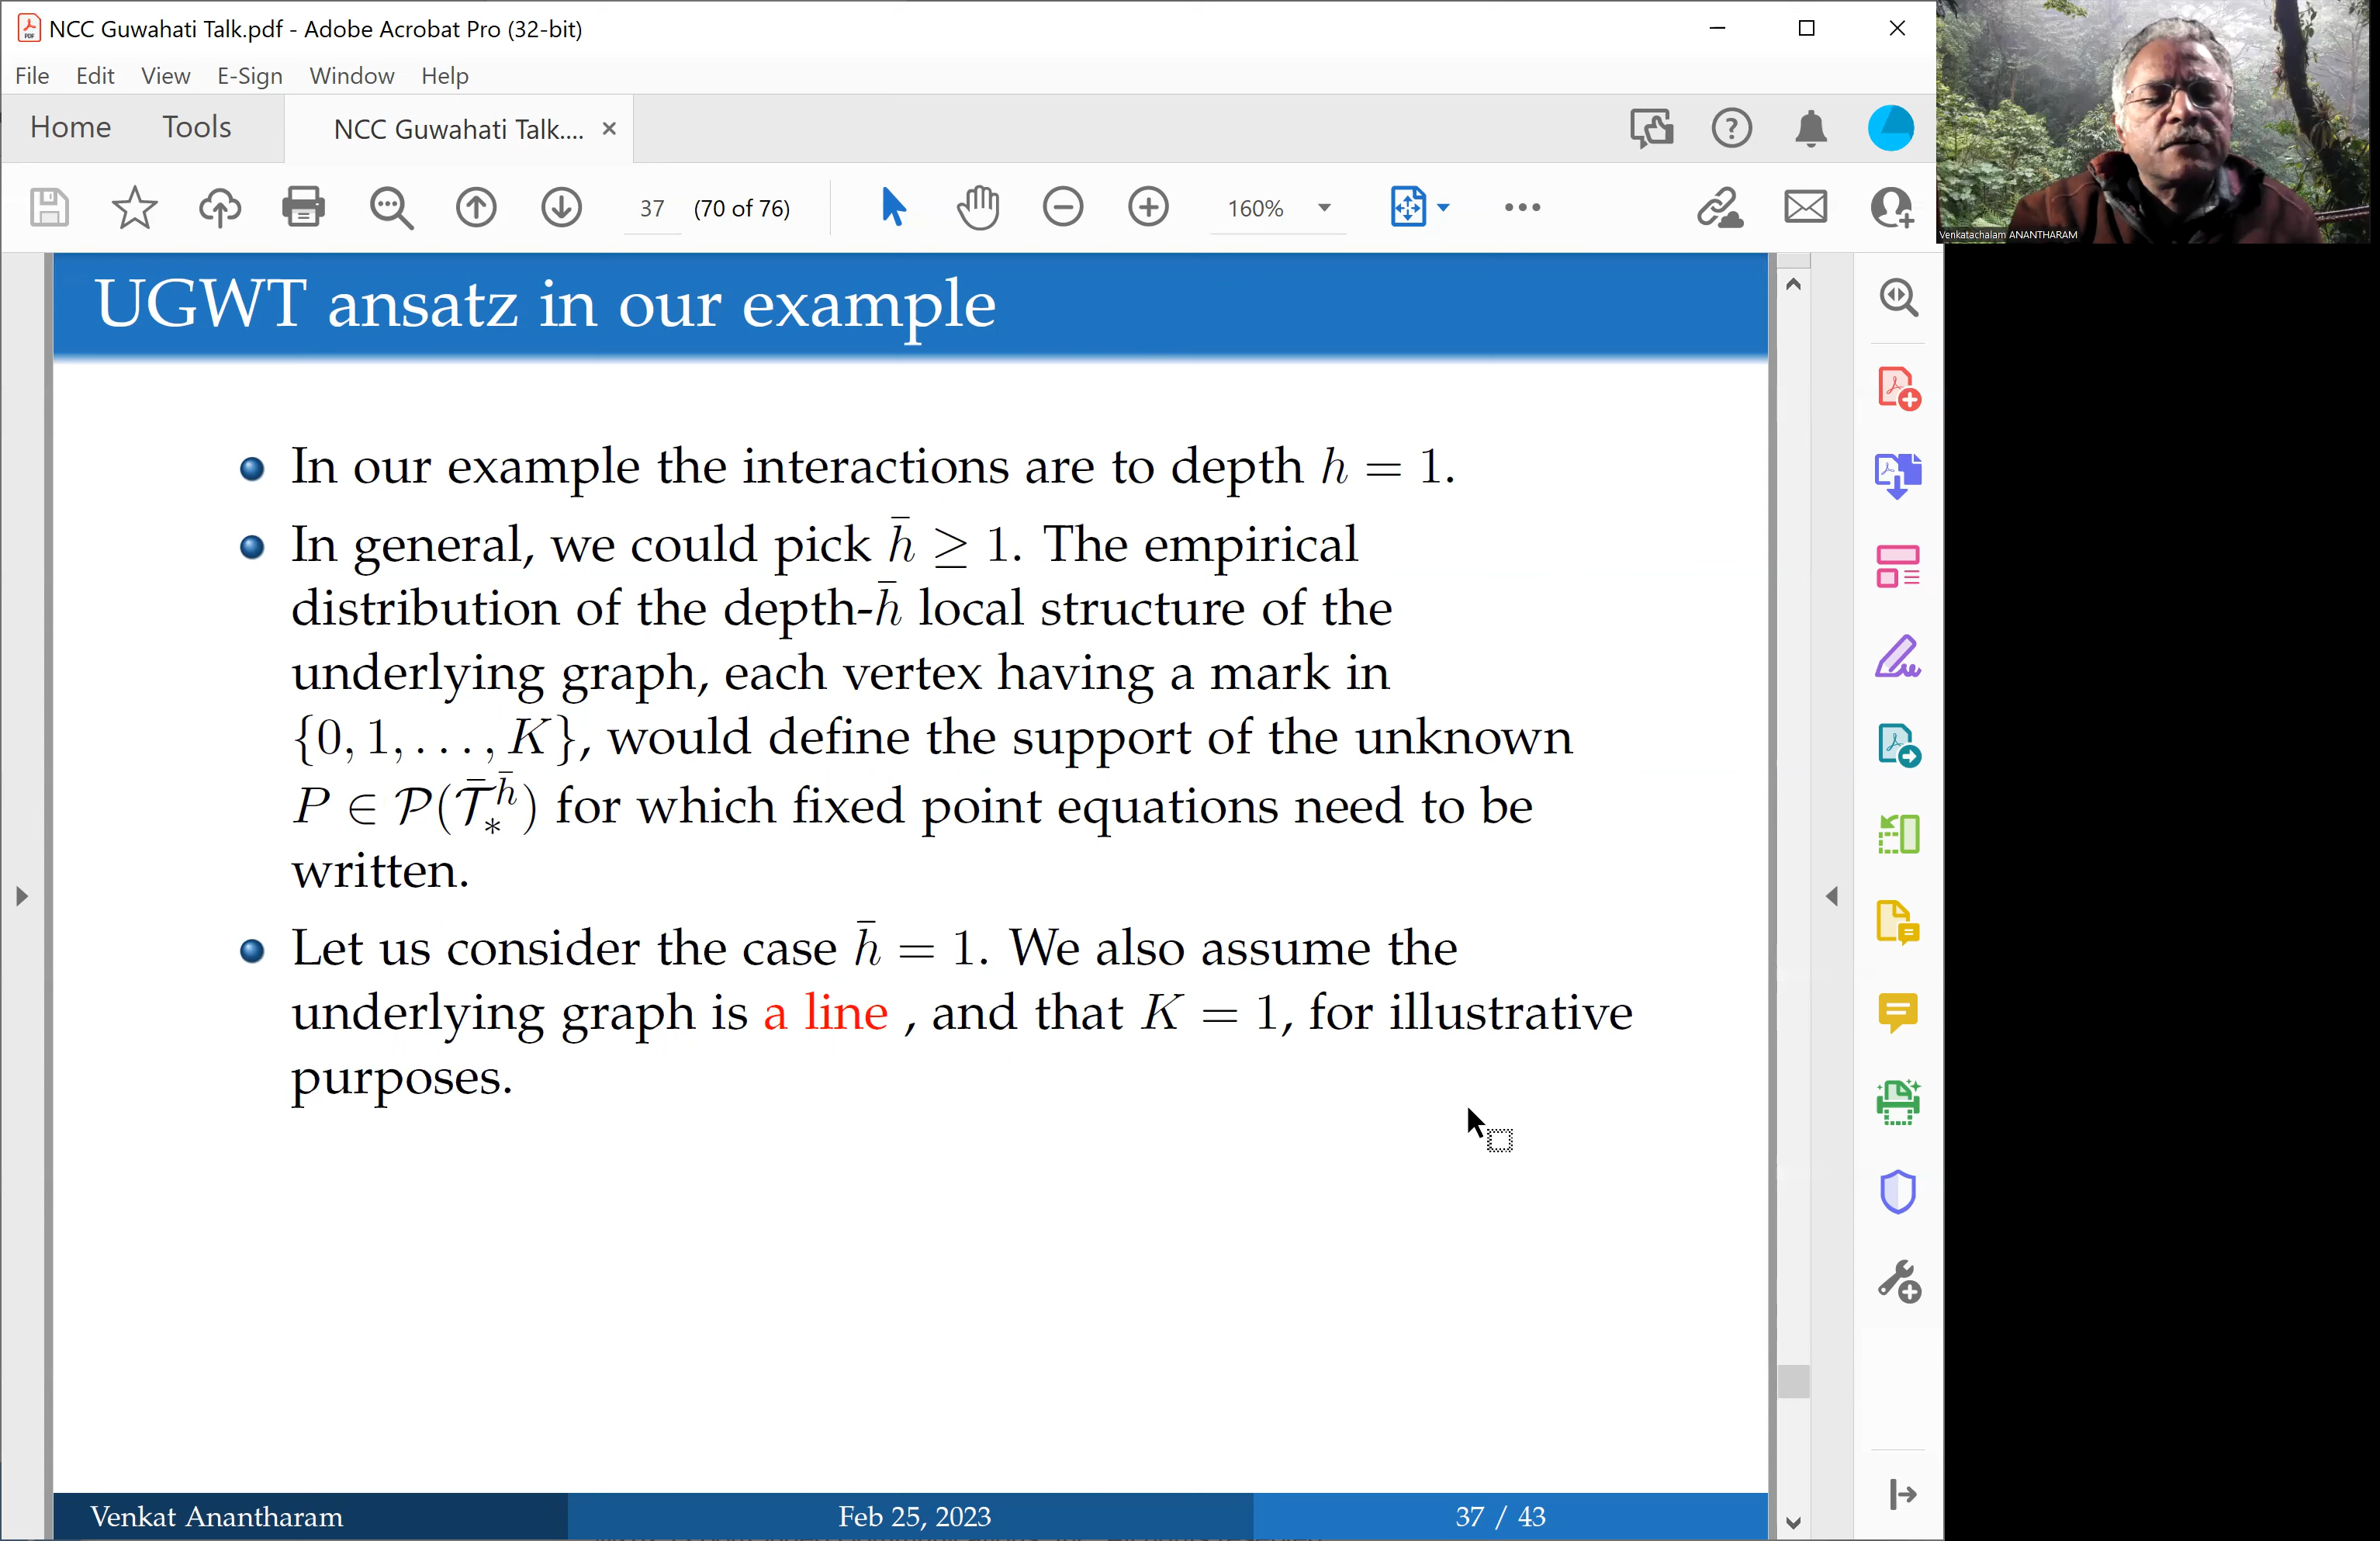 NCC Guwahati Talk.pdf - Adobe Acrobat Pro (32-bit)
File Edit View E-Sign Window Help
Home Tools NCC Guwahati Talk.... ×
37 (70 of 76) 160%
Venkatachalam ANANTHARAM
UGWT ansatz in our example
In our example the interactions are to depth h = 1.
In general, we could pick h̄ ≥ 1. The empirical
distribution of the depth-h̄ local structure of the
underlying graph, each vertex having a mark in
{0, 1, . . . , K}, would define the support of the unknown
P ∈ 𝒫(𝒯̄_*^h̄) for which fixed point equations need to be
written.
Let us consider the case h̄ = 1. We also assume the
underlying graph is a line , and that K = 1, for illustrative
purposes.
Venkat Anantharam Feb 25, 2023 37 / 43